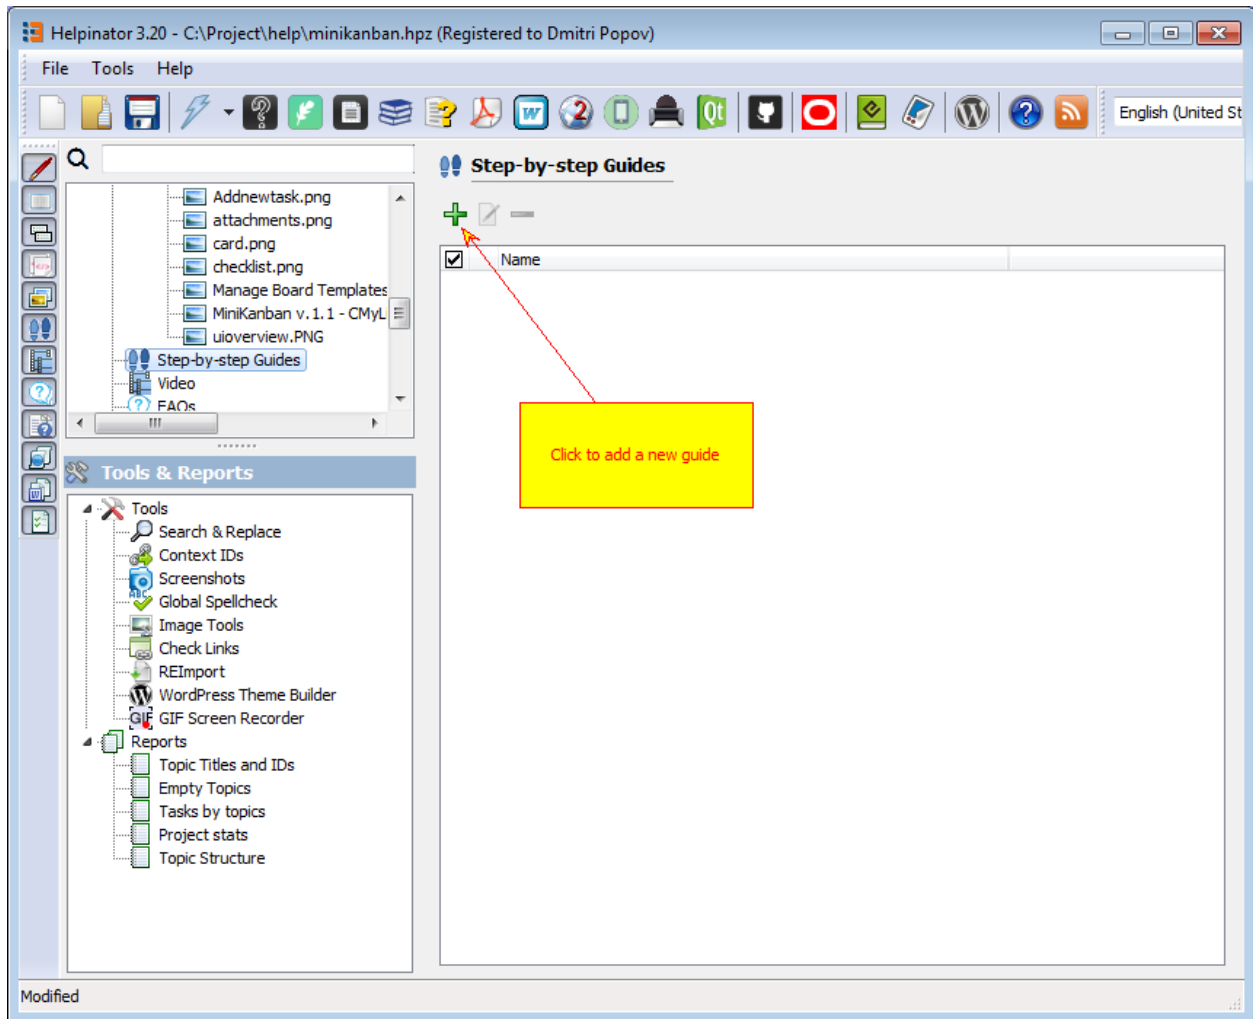 Helpinator 3.20 - C:\Project\help\minikanban.hpz (Registered to Dmitri Popov)
File Tools Help
English (United St
Addnewtask.png
attachments.png
card.png
checklist.png
Manage Board Templates
MiniKanban v.1.1 - CMyLi
uioverview.PNG
Step-by-step Guides
Video
FAQs
Tools & Reports
Tools
Search & Replace
Context IDs
Screenshots
Global Spellcheck
Image Tools
Check Links
REImport
WordPress Theme Builder
GIF GIF Screen Recorder
Reports
Topic Titles and IDs
Empty Topics
Tasks by topics
Project stats
Topic Structure
Step-by-step Guides
Name
Click to add a new guide
Modified